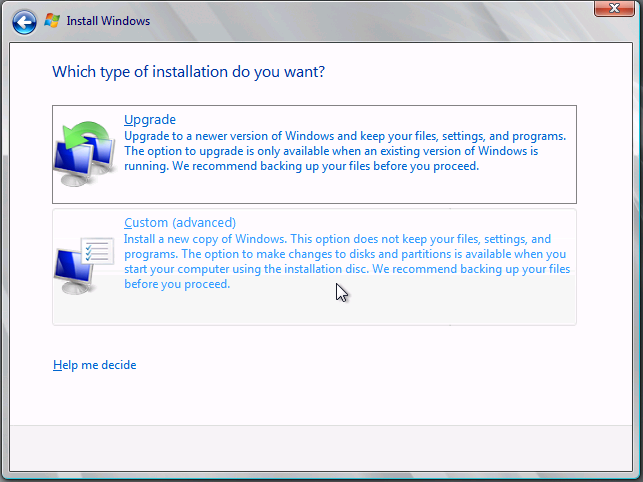 Install Windows
Which type of installation do you want?
Upgrade
Upgrade to a newer version of Windows and keep your files, settings, and programs.
The option to upgrade is only available when an existing version of Windows is
running. We recommend backing up your files before you proceed.
Custom (advanced)
Install a new copy of Windows. This option does not keep your files, settings, and
programs. The option to make changes to disks and partitions is available when you
start your computer using the installation disc. We recommend backing up your files
before you proceed.
Help me decide